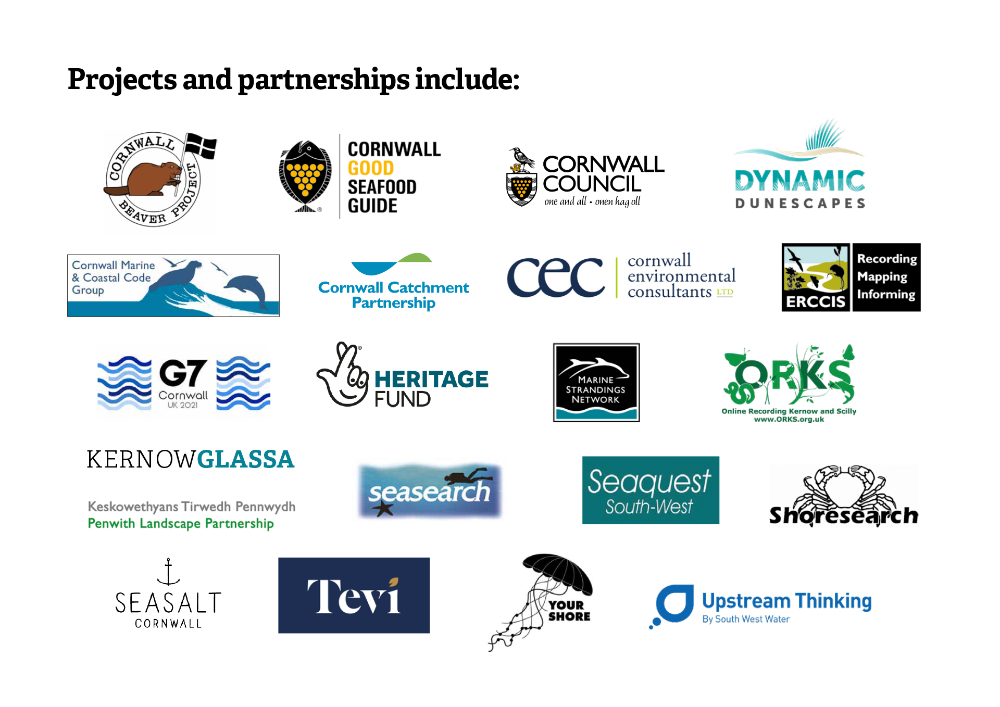 Projects and partnerships include:
CORNWALL
BEAVER PROJECT
CORNWALL
GOOD
SEAFOOD
GUIDE
®
CORNWALL
COUNCIL
one and all • onen hag oll
DYNAMIC
DUNESCAPES
Cornwall Marine
& Coastal Code
Group
Cornwall Catchment
Partnership
cec
cornwall
environmental
consultants LTD
ERCCIS
Recording
Mapping
Informing
G7
Cornwall
UK 2021
®
HERITAGE
FUND
MARINE
STRANDINGS
NETWORK
ORKS
Online Recording Kernow and Scilly
www.ORKS.org.uk
KERNOWGLASSA
Keskowethyans Tirwedh Pennwydh
Penwith Landscape Partnership
seasearch
Seaquest
South-West
Shoresearch
SEASALT
CORNWALL
Tevi
YOUR
SHORE
Upstream Thinking
By South West Water